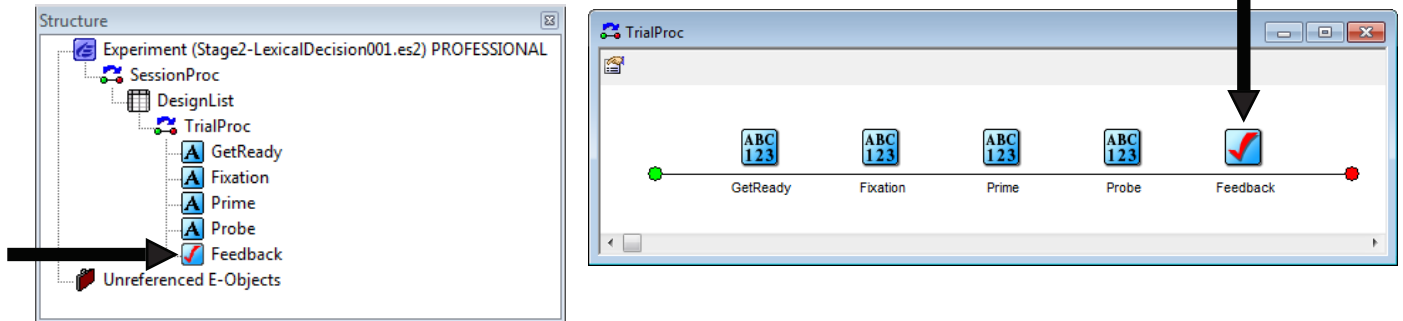 Structure
Experiment (Stage2-LexicalDecision001.es2) PROFESSIONAL
SessionProc
DesignList
TrialProc
A GetReady
A Fixation
A Prime
A Probe
Feedback
Unreferenced E-Objects
TrialProc
ABC ABC ABC ABC
123 123 123 123
GetReady Fixation Prime Probe Feedback